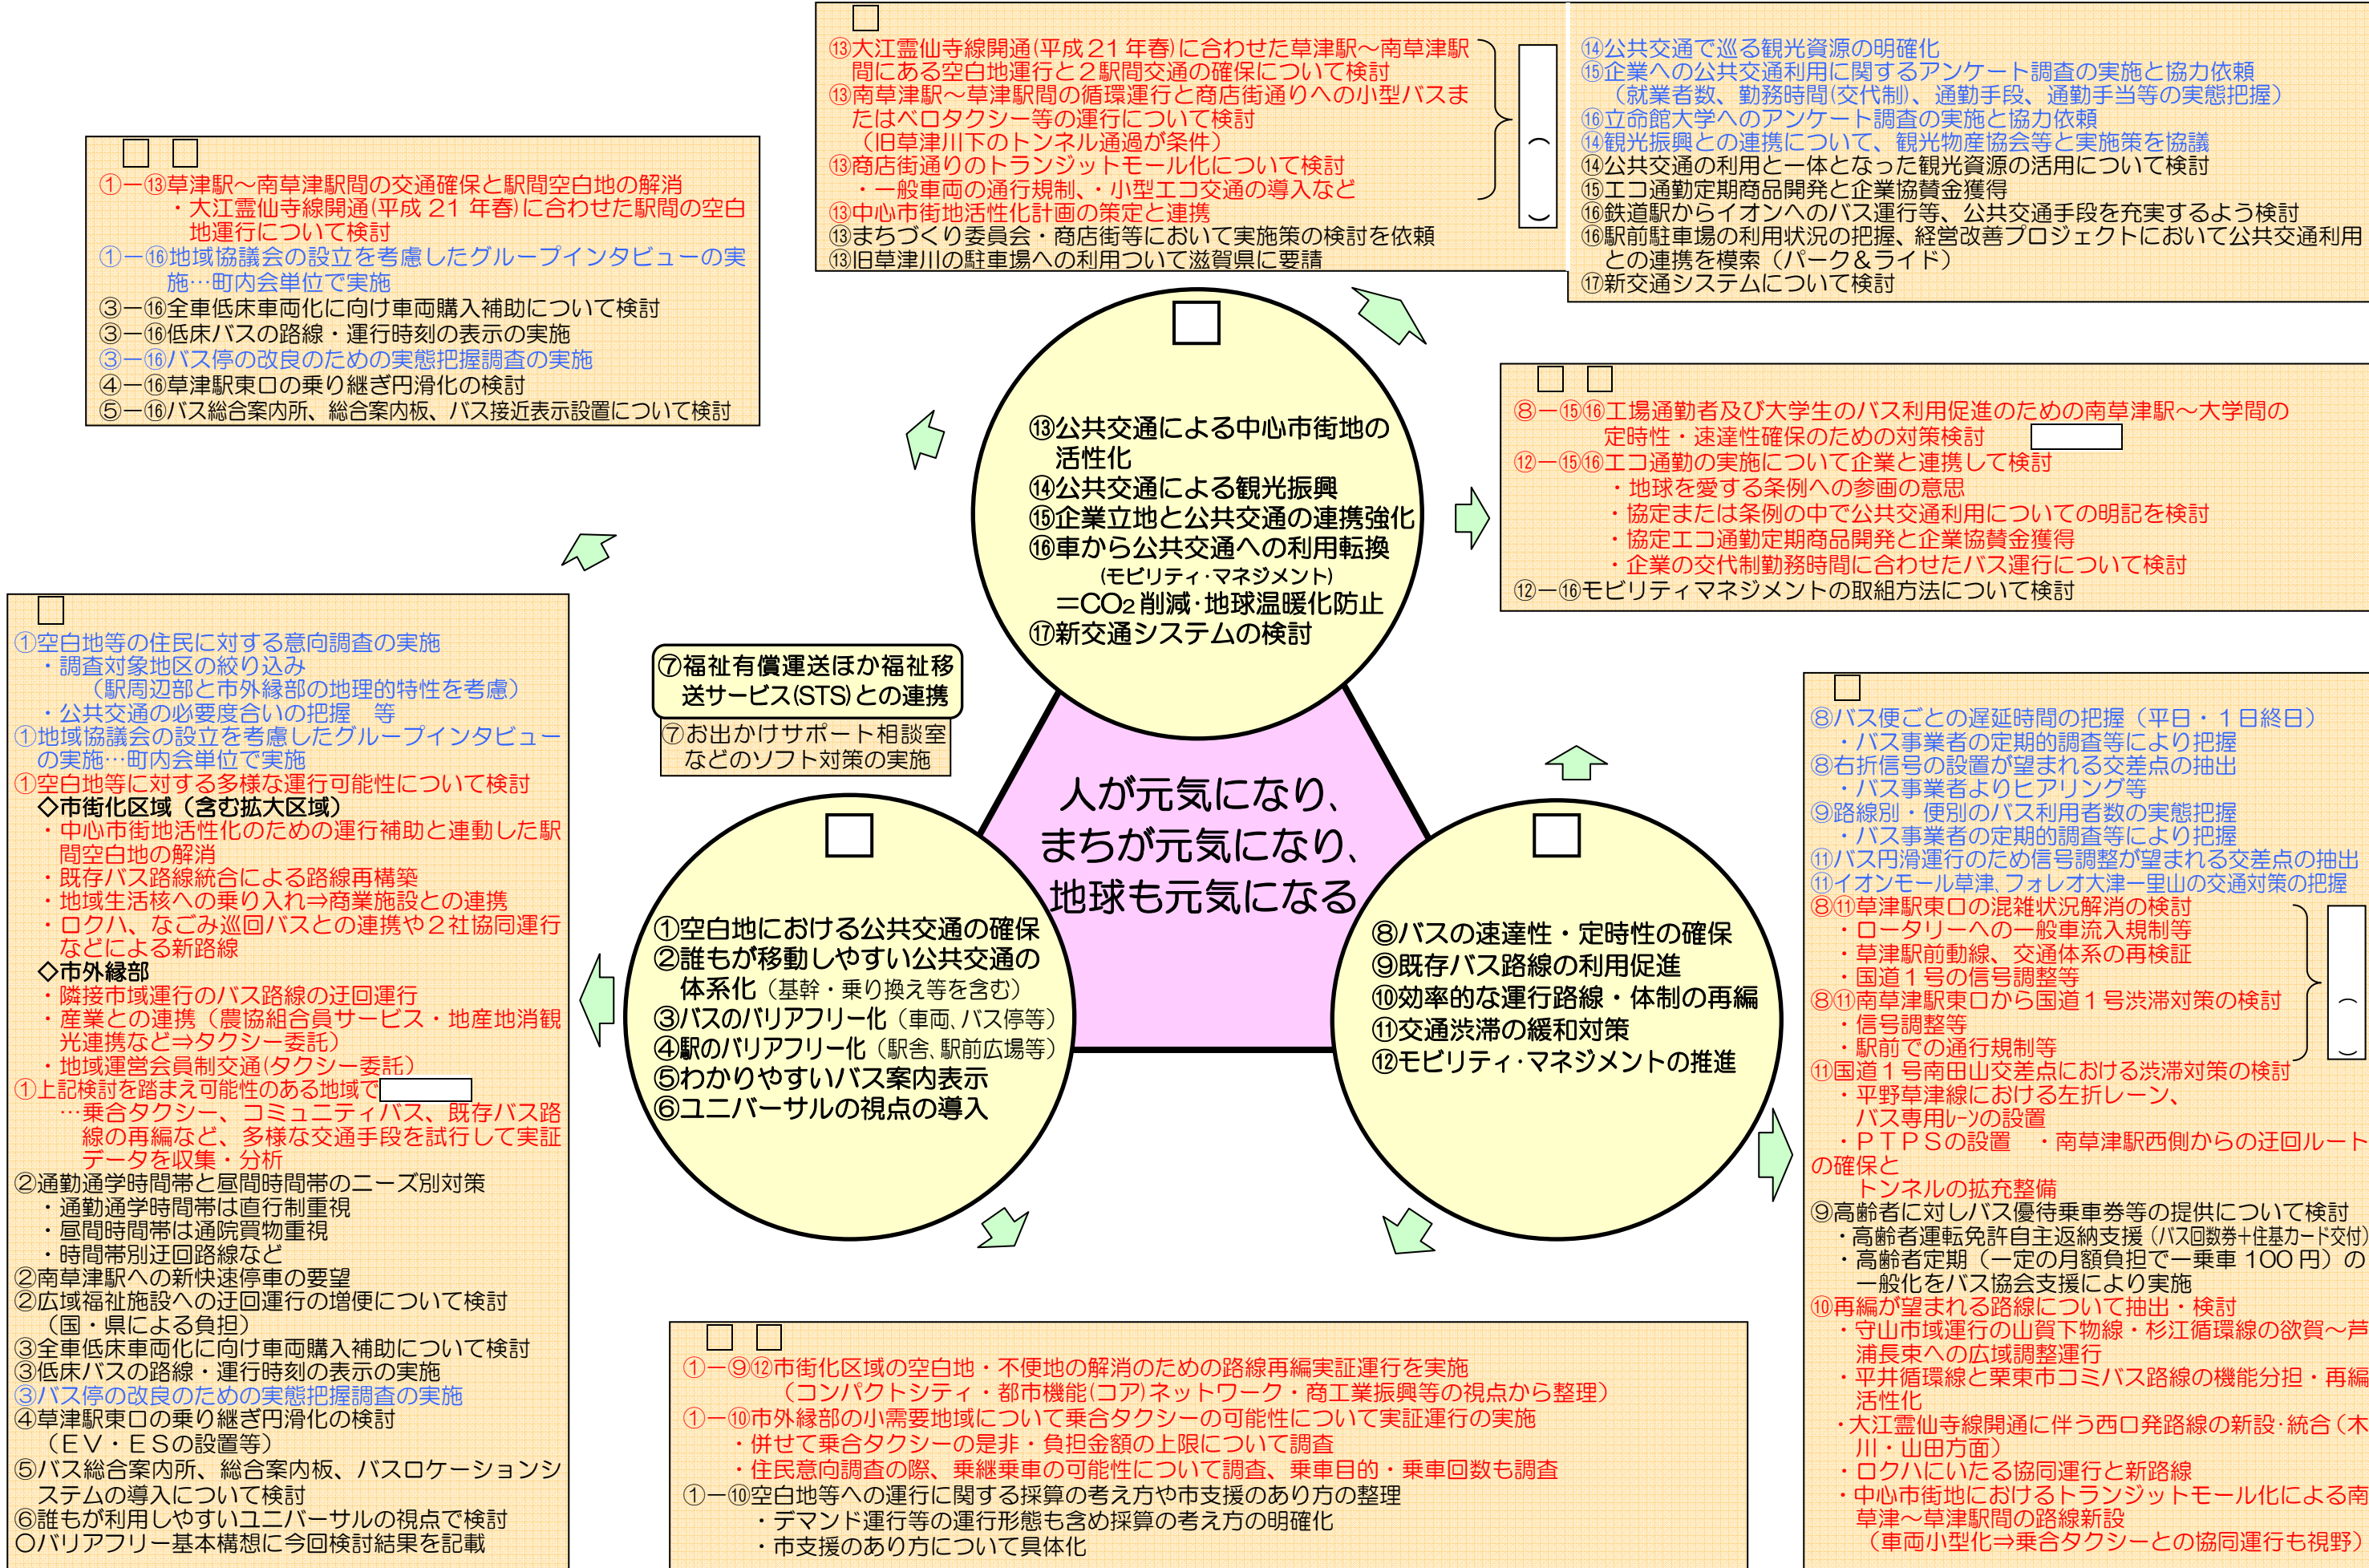 ⑬大江霊仙寺線開通(平成21年春)に合わせた草津駅～南草津駅
間にある空白地運行と２駅間交通の確保について検討
⑬南草津駅～草津駅間の循環運行と商店街通りへの小型バスま
たはベロタクシー等の運行について検討
（旧草津川下のトンネル通過が条件）
⑬商店街通りのトランジットモール化について検討
・一般車両の通行規制、・小型エコ交通の導入など
⑬中心市街地活性化計画の策定と連携
⑬まちづくり委員会・商店街等において実施策の検討を依頼
⑬旧草津川の駐車場への利用ついて滋賀県に要請
（　）
⑭公共交通で巡る観光資源の明確化
⑮企業への公共交通利用に関するアンケート調査の実施と協力依頼
（就業者数、勤務時間(交代制)、通勤手段、通勤手当等の実態把握）
⑯立命館大学へのアンケート調査の実施と協力依頼
⑭観光振興との連携について、観光物産協会等と実施策を協議
⑭公共交通の利用と一体となった観光資源の活用について検討
⑮エコ通勤定期商品開発と企業協賛金獲得
⑯鉄道駅からイオンへのバス運行等、公共交通手段を充実するよう検討
⑯駅前駐車場の利用状況の把握、経営改善プロジェクトにおいて公共交通利用
との連携を模索（パーク＆ライド）
⑰新交通システムについて検討
①－⑬草津駅～南草津駅間の交通確保と駅間空白地の解消
・大江霊仙寺線開通(平成 21 年春)に合わせた駅間の空白
地運行について検討
①－⑯地域協議会の設立を考慮したグループインタビューの実
施…町内会単位で実施
③－⑯全車低床車両化に向け車両購入補助について検討
③－⑯低床バスの路線・運行時刻の表示の実施
③－⑯バス停の改良のための実態把握調査の実施
④－⑯草津駅東口の乗り継ぎ円滑化の検討
⑤－⑯バス総合案内所、総合案内板、バス接近表示設置について検討
⑧－⑮⑯工場通勤者及び大学生のバス利用促進のための南草津駅～大学間の
定時性・速達性確保のための対策検討
⑫－⑮⑯エコ通勤の実施について企業と連携して検討
・地球を愛する条例への参画の意思
・協定または条例の中で公共交通利用についての明記を検討
・協定エコ通勤定期商品開発と企業協賛金獲得
・企業の交代制勤務時間に合わせたバス運行について検討
⑫－⑯モビリティマネジメントの取組方法について検討
⑬公共交通による中心市街地の
活性化
⑭公共交通による観光振興
⑮企業立地と公共交通の連携強化
⑯車から公共交通への利用転換
(モビリティ・マネジメント)
＝CO₂削減・地球温暖化防止
⑰新交通システムの検討
⑦福祉有償運送ほか福祉移
送サービス(STS)との連携
⑦お出かけサポート相談室
などのソフト対策の実施
人が元気になり、
まちが元気になり、
地球も元気になる
①空白地における公共交通の確保
②誰もが移動しやすい公共交通の
体系化（基幹・乗り換え等を含む）
③バスのバリアフリー化（車両、バス停等）
④駅のバリアフリー化（駅舎、駅前広場等）
⑤わかりやすいバス案内表示
⑥ユニバーサルの視点の導入
⑧バスの速達性・定時性の確保
⑨既存バス路線の利用促進
⑩効率的な運行路線・体制の再編
⑪交通渋滞の緩和対策
⑫モビリティ・マネジメントの推進
①空白地等の住民に対する意向調査の実施
・調査対象地区の絞り込み
（駅周辺部と市外縁部の地理的特性を考慮）
・公共交通の必要度合いの把握　等
①地域協議会の設立を考慮したグループインタビュー
の実施…町内会単位で実施
①空白地等に対する多様な運行可能性について検討
◇市街化区域（含む拡大区域）
・中心市街地活性化のための運行補助と連動した駅
間空白地の解消
・既存バス路線統合による路線再構築
・地域生活核への乗り入れ⇒商業施設との連携
・ロクハ、なごみ巡回バスとの連携や２社協同運行
などによる新路線
◇市外縁部
・隣接市域運行のバス路線の迂回運行
・産業との連携（農協組合員サービス・地産地消観
光連携など⇒タクシー委託）
・地域運営会員制交通(タクシー委託）
①上記検討を踏まえ可能性のある地域で
…乗合タクシー、コミュニティバス、既存バス路
線の再編など、多様な交通手段を試行して実証
データを収集・分析
②通勤通学時間帯と昼間時間帯のニーズ別対策
・通勤通学時間帯は直行制重視
・昼間時間帯は通院買物重視
・時間帯別迂回路線など
②南草津駅への新快速停車の要望
②広域福祉施設への迂回運行の増便について検討
（国・県による負担）
③全車低床車両化に向け車両購入補助について検討
③低床バスの路線・運行時刻の表示の実施
③バス停の改良のための実態把握調査の実施
④草津駅東口の乗り継ぎ円滑化の検討
（ＥＶ・ＥＳの設置等）
⑤バス総合案内所、総合案内板、バスロケーションシ
ステムの導入について検討
⑥誰もが利用しやすいユニバーサルの視点で検討
〇バリアフリー基本構想に今回検討結果を記載
⑧バス便ごとの遅延時間の把握（平日・１日終日）
・バス事業者の定期的調査等により把握
⑧右折信号の設置が望まれる交差点の抽出
・バス事業者よりヒアリング等
⑨路線別・便別のバス利用者数の実態把握
・バス事業者の定期的調査等により把握
⑪バス円滑運行のため信号調整が望まれる交差点の抽出
⑪イオンモール草津、フォレオ大津一里山の交通対策の把握
⑧⑪草津駅東口の混雑状況解消の検討
・ロータリーへの一般車流入規制等
・草津駅前動線、交通体系の再検証
・国道１号の信号調整等
⑧⑪南草津駅東口から国道１号渋滞対策の検討
・信号調整等
・駅前での通行規制等
（　）
⑪国道１号南田山交差点における渋滞対策の検討
・平野草津線における左折レーン、
バス専用レーンの設置
・ＰＴＰＳの設置　・南草津駅西側からの迂回ルート
の確保と
トンネルの拡充整備
⑨高齢者に対しバス優待乗車券等の提供について検討
・高齢者運転免許自主返納支援（バス回数券＋住基カード交付）
・高齢者定期（一定の月額負担で一乗車 100 円）の
一般化をバス協会支援により実施
⑩再編が望まれる路線について抽出・検討
・守山市域運行の山賀下物線・杉江循環線の欲賀～芦
浦長束への広域調整運行
・平井循環線と栗東市コミバス路線の機能分担・再編
活性化
・大江霊仙寺線開通に伴う西口発路線の新設・統合（木
川・山田方面）
・ロクハにいたる協同運行と新路線
・中心市街地におけるトランジットモール化による南
草津～草津駅間の路線新設
（車両小型化⇒乗合タクシーとの協同運行も視野）
①－⑨⑫市街化区域の空白地・不便地の解消のための路線再編実証運行を実施
（コンパクトシティ・都市機能(コア)ネットワーク・商工業振興等の視点から整理）
①－⑩市外縁部の小需要地域について乗合タクシーの可能性について実証運行の実施
・併せて乗合タクシーの是非・負担金額の上限について調査
・住民意向調査の際、乗継乗車の可能性について調査、乗車目的・乗車回数も調査
①－⑩空白地等への運行に関する採算の考え方や市支援のあり方の整理
・デマンド運行等の運行形態も含め採算の考え方の明確化
・市支援のあり方について具体化